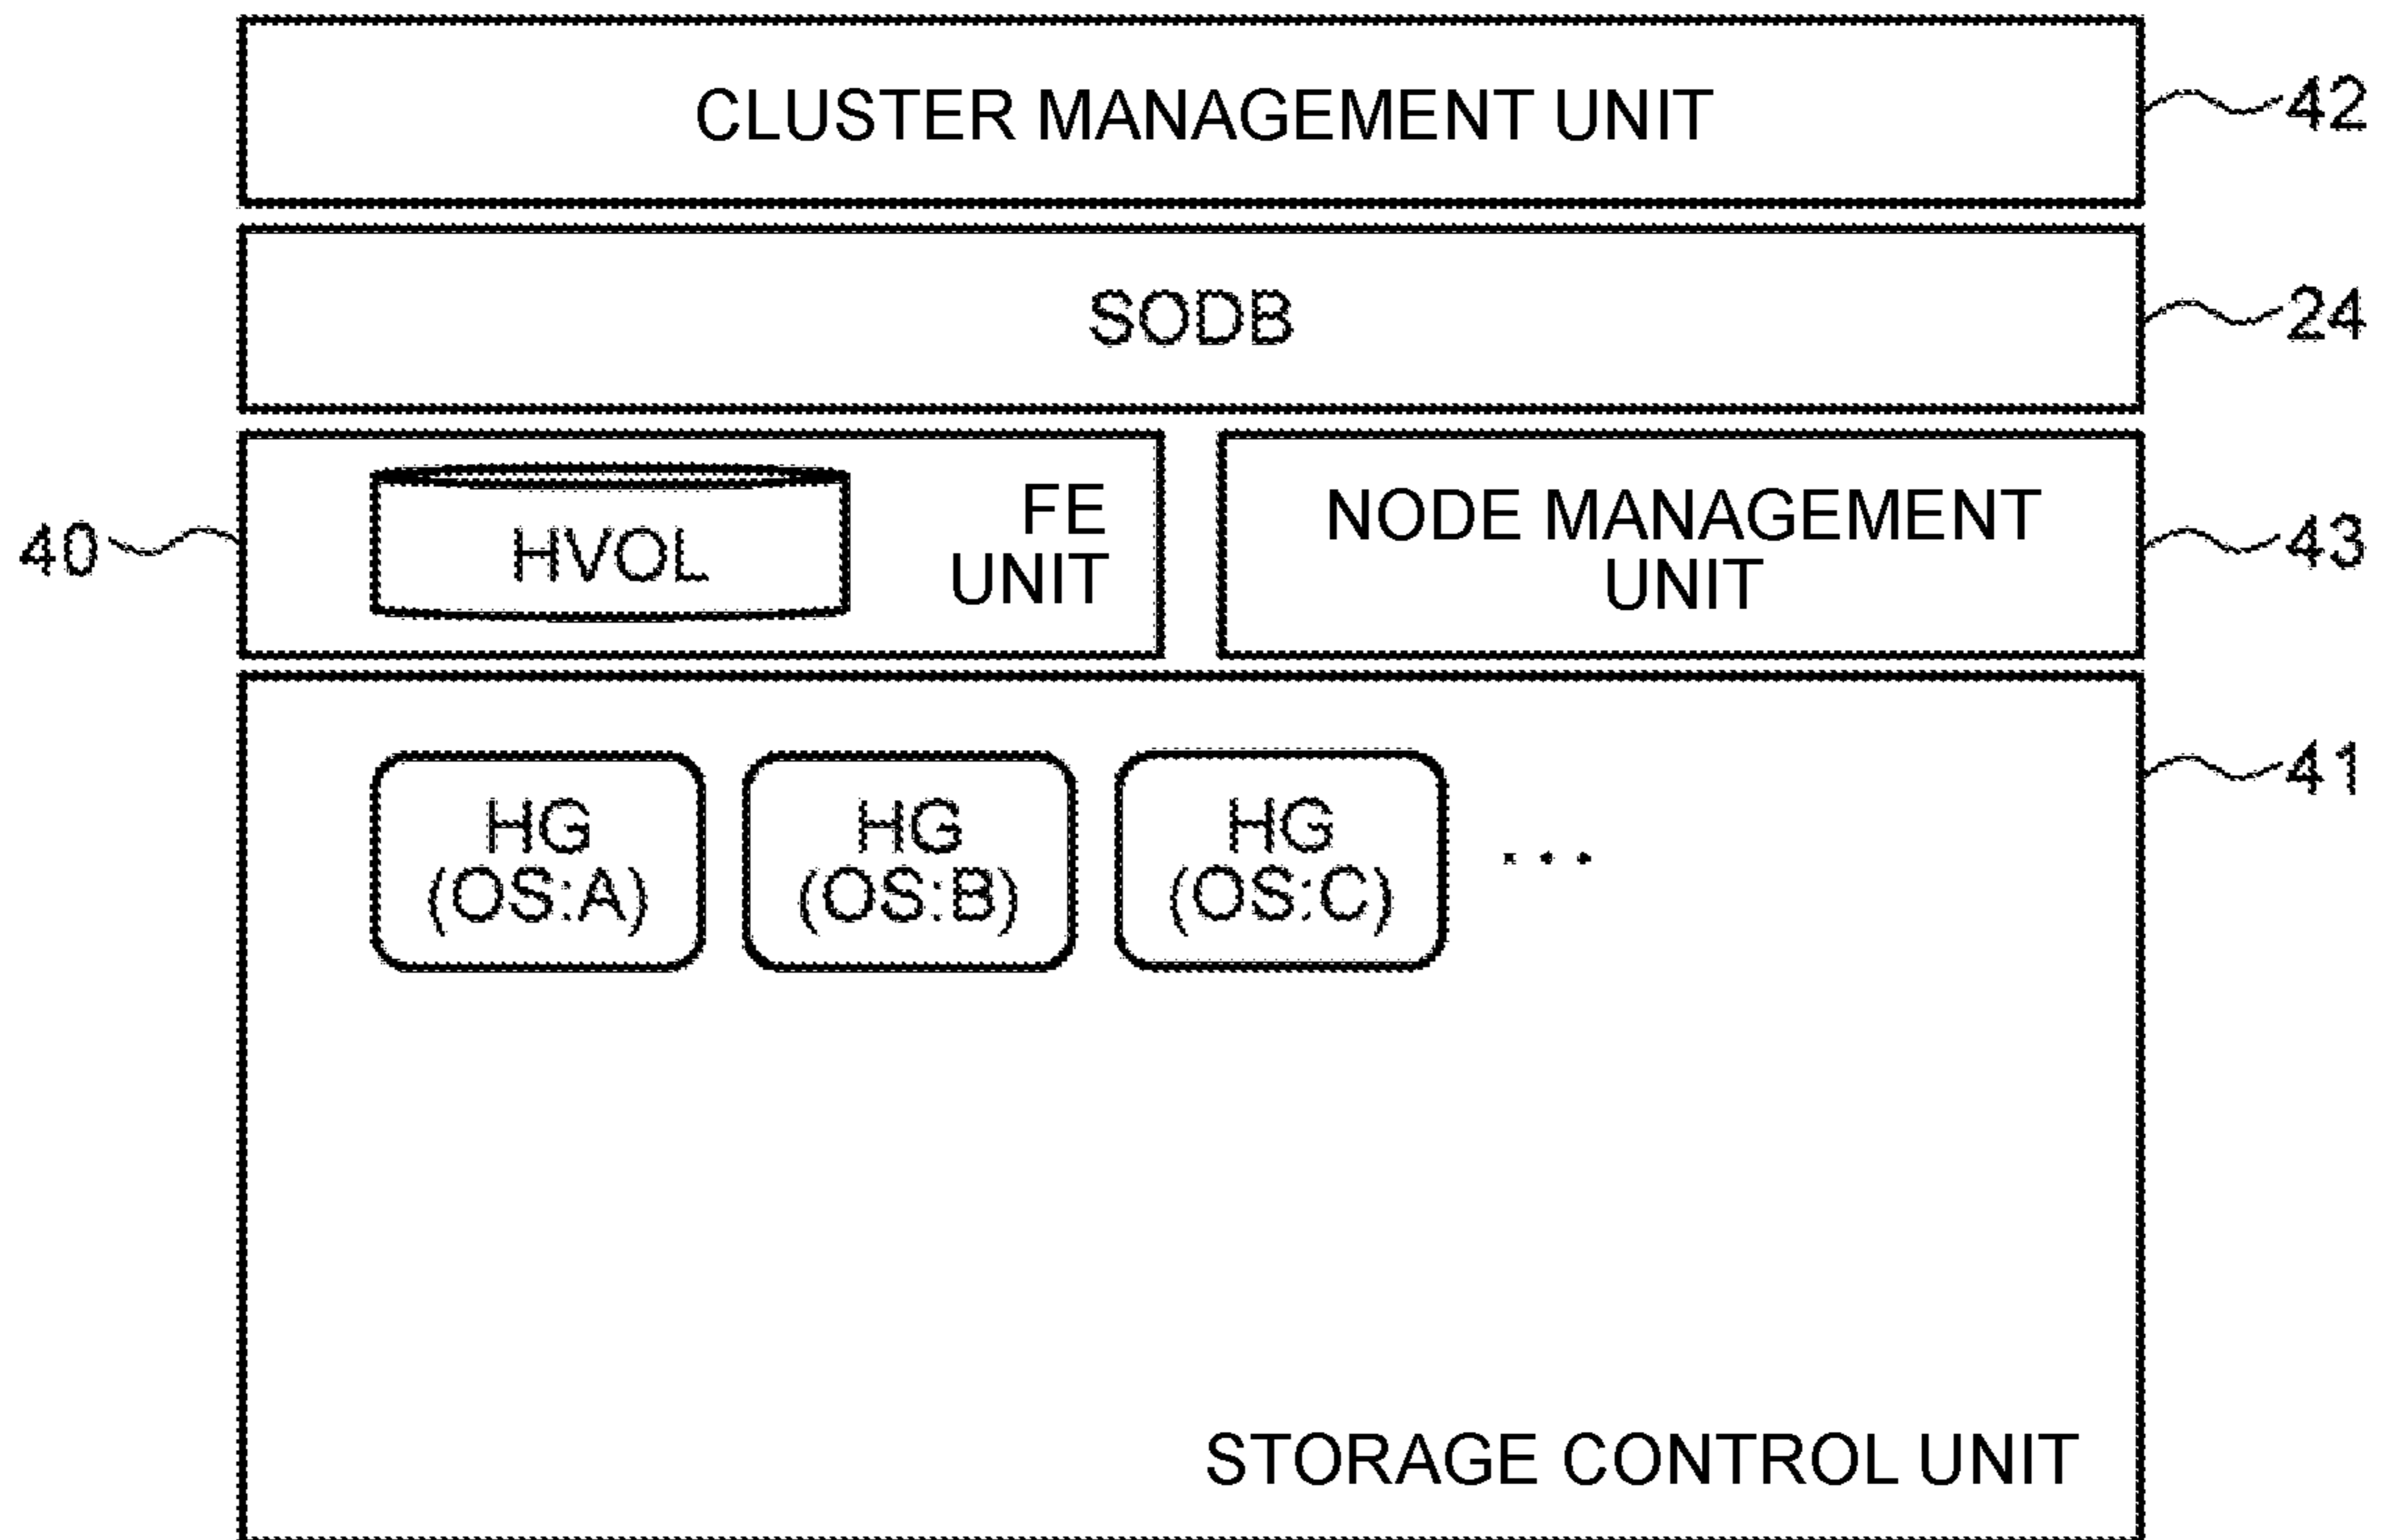 CLUSTER MANAGEMENT UNIT
42
SODB
24
40
HVOL
FE
UNIT
NODE MANAGEMENT
UNIT
43
HG
(OS:A)
HG
(OS:B)
HG
(OS:C)
...
41
STORAGE CONTROL UNIT